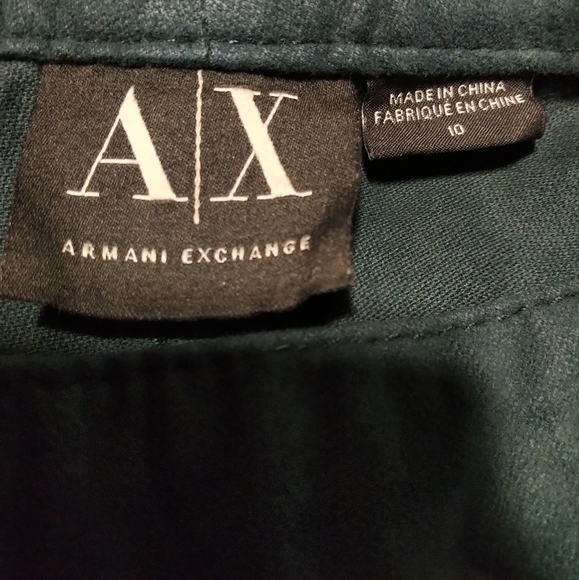 A|X
ARMANI EXCHANGE
MADE IN CHINA
FABRIQUÉ EN CHINE
10